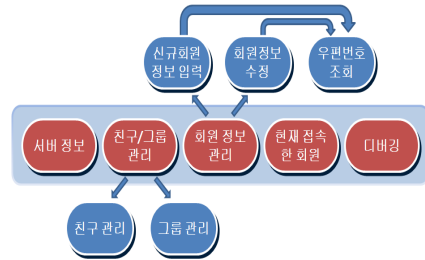 신규회원
정보 입력
회원정보
수정
우편번호
조회
서버 정보
친구/그룹
관리
회원 정보
관리
현재 접속
한 회원
디버깅
친구 관리
그룹 관리